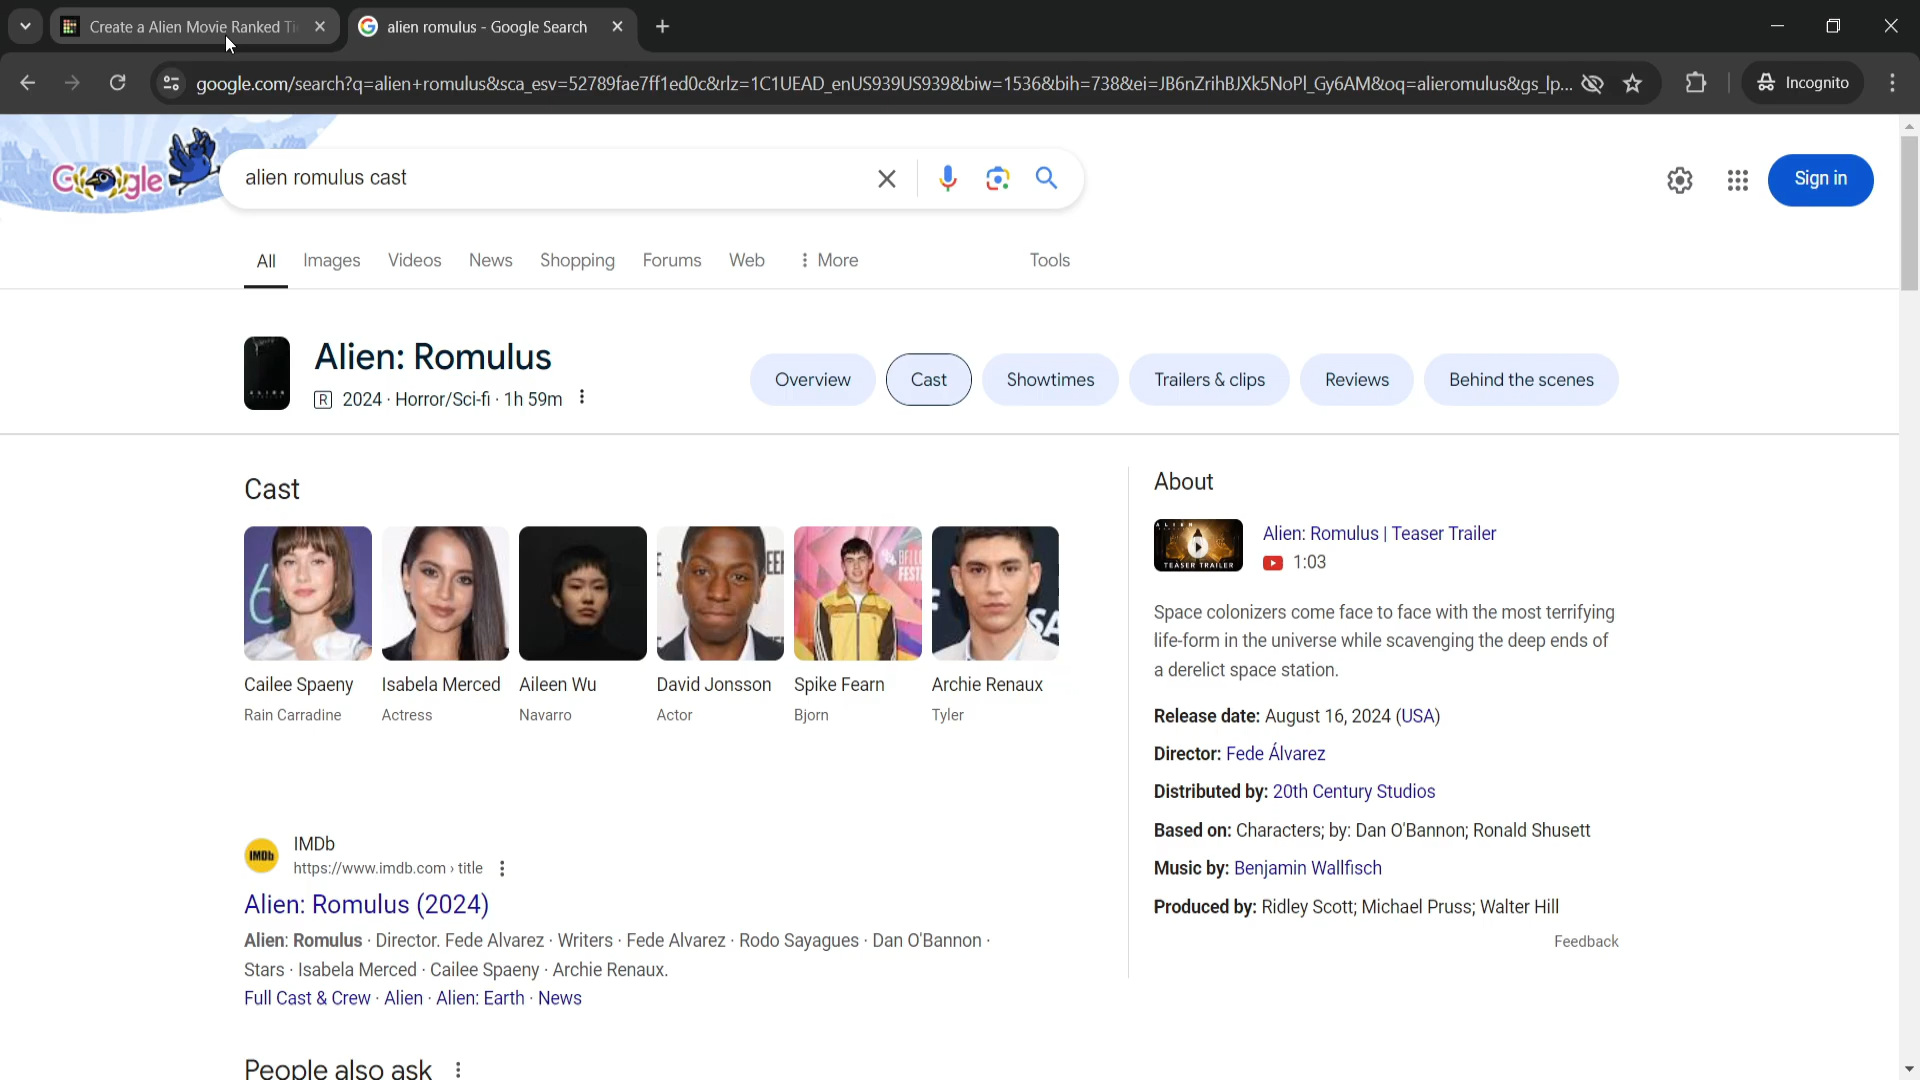 Create a Alien Movie Ranked Ti
alien romulus - Google Search
google.com/search?q=alien+romulus&sca_esv=52789fae7ff1ed0c&rlz=1C1UEAD_enUS939US939&biw=1536&bih=738&ei=JB6nZrihBJXk5NoPl_Gy6AM&oq=alieromulus&gs_lp...
Incognito
Google
alien romulus cast
Sign in
All Images Videos News Shopping Forums Web More Tools
Alien: Romulus
R 2024 · Horror/Sci-fi · 1h 59m
Overview Cast Showtimes Trailers & clips Reviews Behind the scenes
Cast
Cailee Spaeny Isabela Merced Aileen Wu David Jonsson Spike Fearn Archie Renaux
Rain Carradine Actress Navarro Actor Bjorn Tyler
IMDb
IMDb
https://www.imdb.com › title
Alien: Romulus (2024)
Alien: Romulus · Director. Fede Alvarez · Writers · Fede Alvarez · Rodo Sayagues · Dan O'Bannon ·
Stars · Isabela Merced · Cailee Spaeny · Archie Renaux.
Full Cast & Crew · Alien · Alien: Earth · News
People also ask
About
ALIEN
TEASER TRAILER
Alien: Romulus | Teaser Trailer
1:03
Space colonizers come face to face with the most terrifying
life-form in the universe while scavenging the deep ends of
a derelict space station.
Release date: August 16, 2024 (USA)
Director: Fede Álvarez
Distributed by: 20th Century Studios
Based on: Characters; by: Dan O'Bannon; Ronald Shusett
Music by: Benjamin Wallfisch
Produced by: Ridley Scott; Michael Pruss; Walter Hill
Feedback